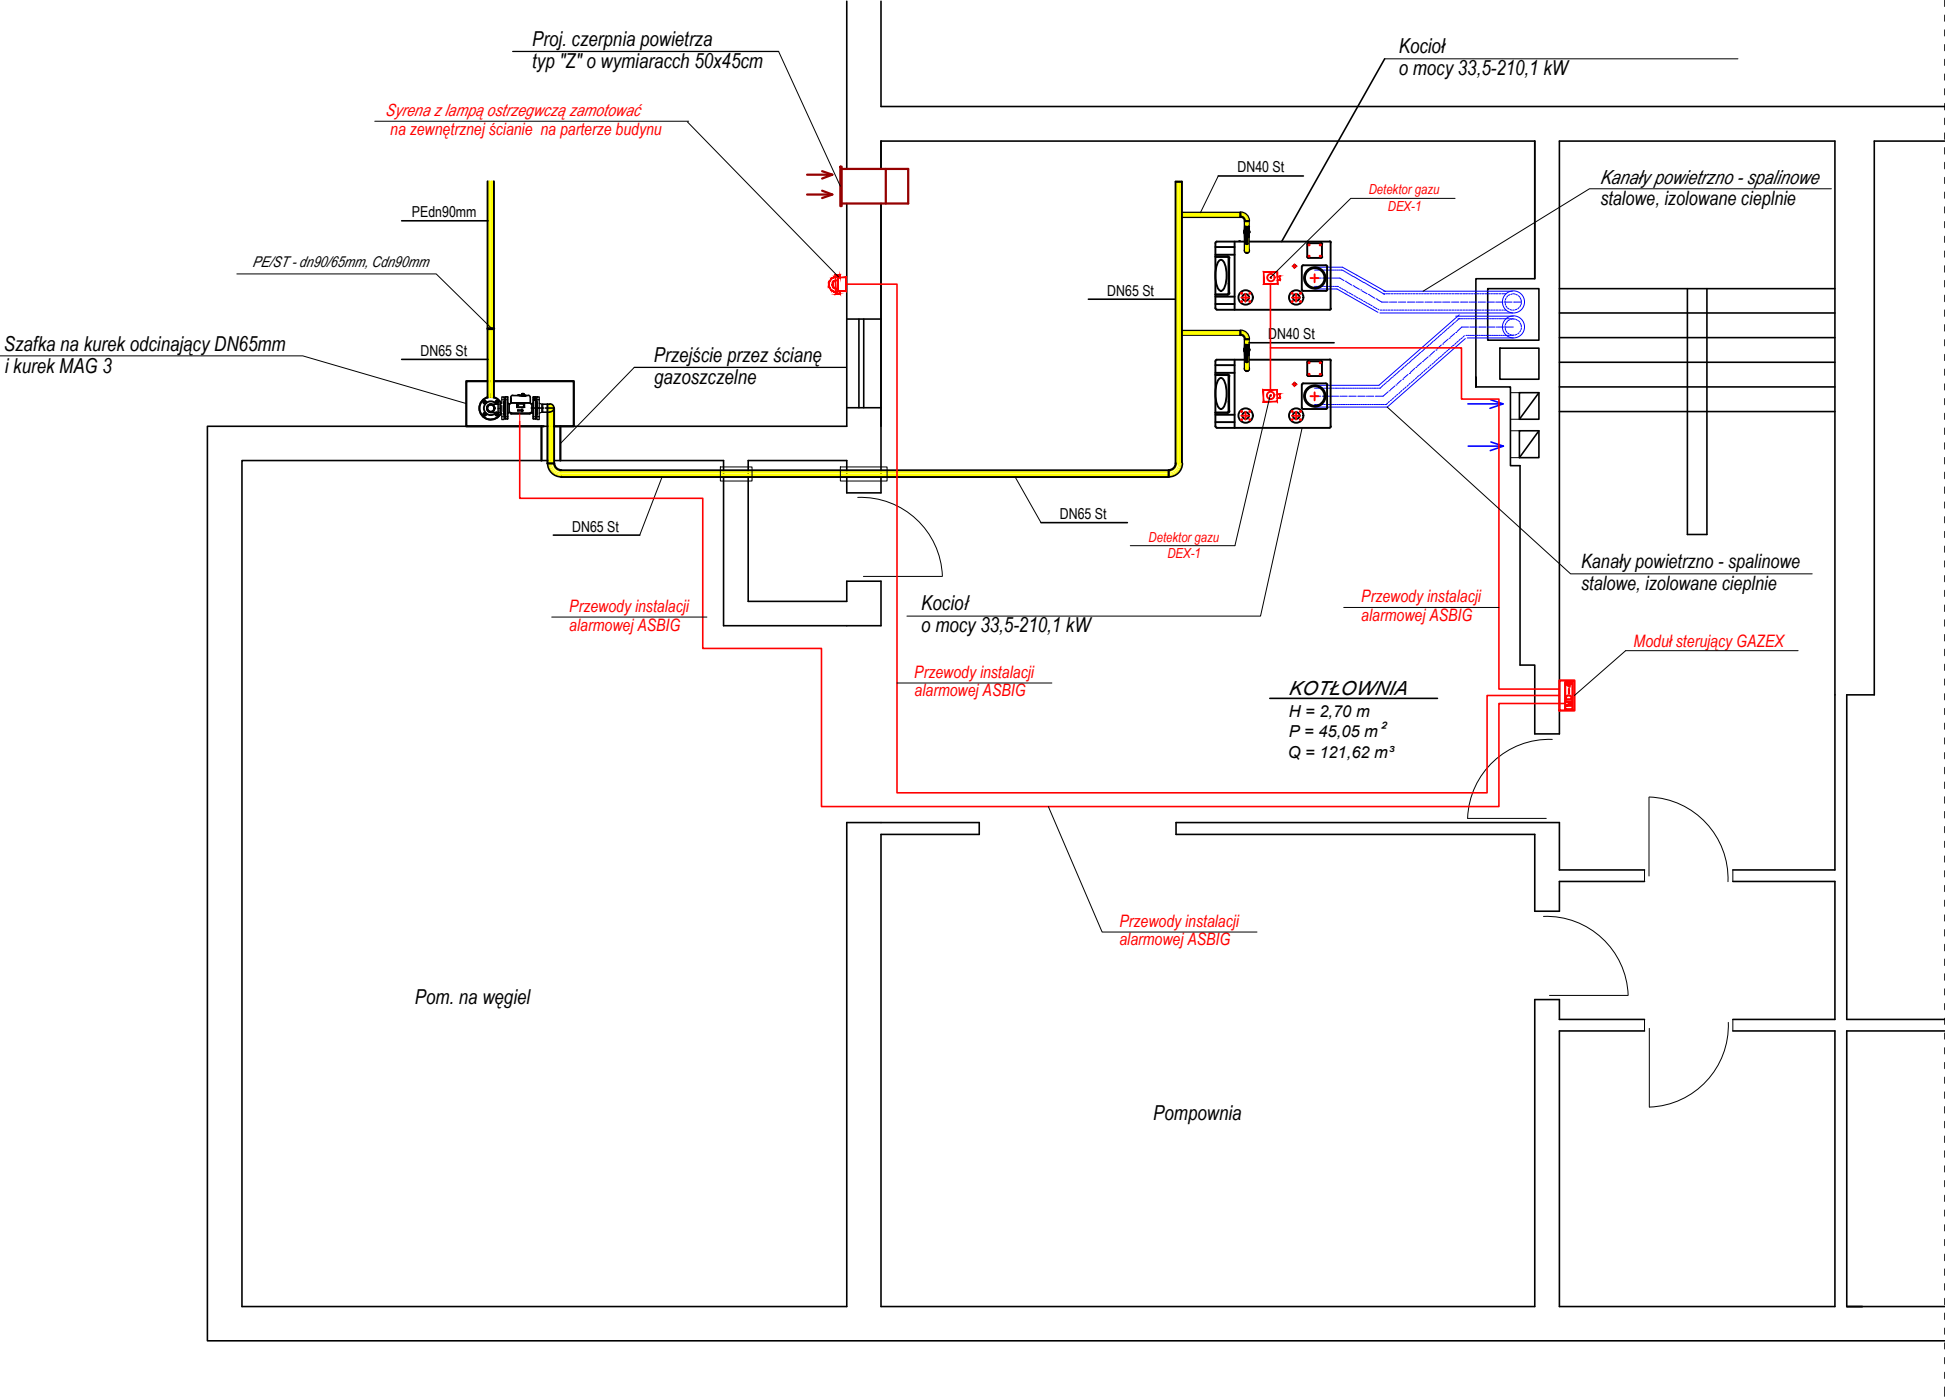 Proj. czerpnia powietrza
typ "Z" o wymiaracch 50x45cm
Kocioł
o mocy 33,5-210,1 kW
Syrena z lampą ostrzegwczą zamotować
na zewnętrznej ścianie na parterze budynu
DN40 St
Detektor gazu
DEX-1
Kanały powietrzno - spalinowe
stalowe, izolowane cieplnie
PEdn90mm
PE/ST - dn90/65mm, Cdn90mm
DN65 St
Szafka na kurek odcinający DN65mm
i kurek MAG 3
DN65 St
Przejście przez ścianę
gazoszczelne
DN40 St
DN65 St
DN65 St
Detektor gazu
DEX-1
Kanały powietrzno - spalinowe
stalowe, izolowane cieplnie
Przewody instalacji
alarmowej ASBIG
Kocioł
o mocy 33,5-210,1 kW
Przewody instalacji
alarmowej ASBIG
Moduł sterujący GAZEX
Przewody instalacji
alarmowej ASBIG
KOTŁOWNIA
H = 2,70 m
P = 45,05 m²
Q = 121,62 m³
Przewody instalacji
alarmowej ASBIG
Pom. na węgiel
Pompownia